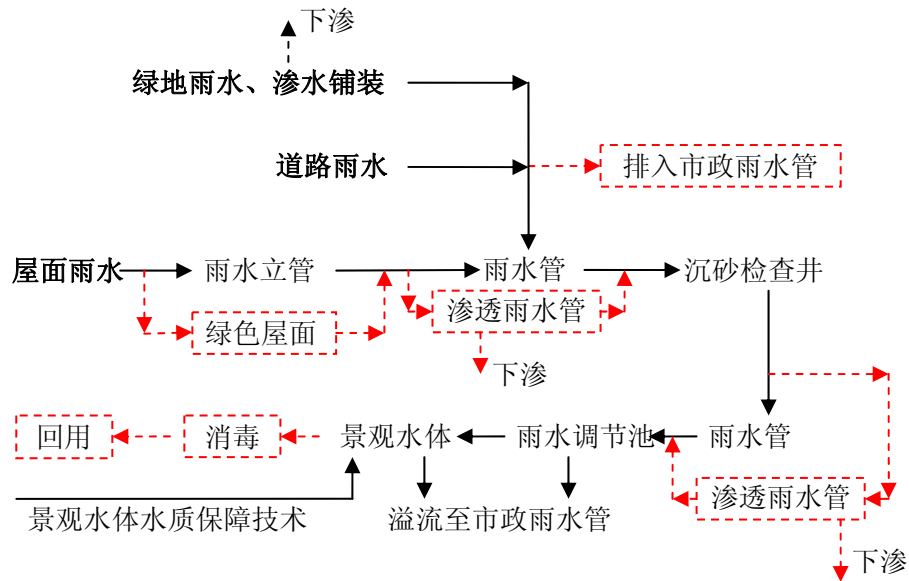 下渗
绿地雨水、渗水铺装
道路雨水
排入市政雨水管
屋面雨水
雨水立管
雨水管
沉砂检查井
绿色屋面
渗透雨水管
下渗
回用
消毒
景观水体
雨水调节池
雨水管
渗透雨水管
景观水体水质保障技术
溢流至市政雨水管
下渗